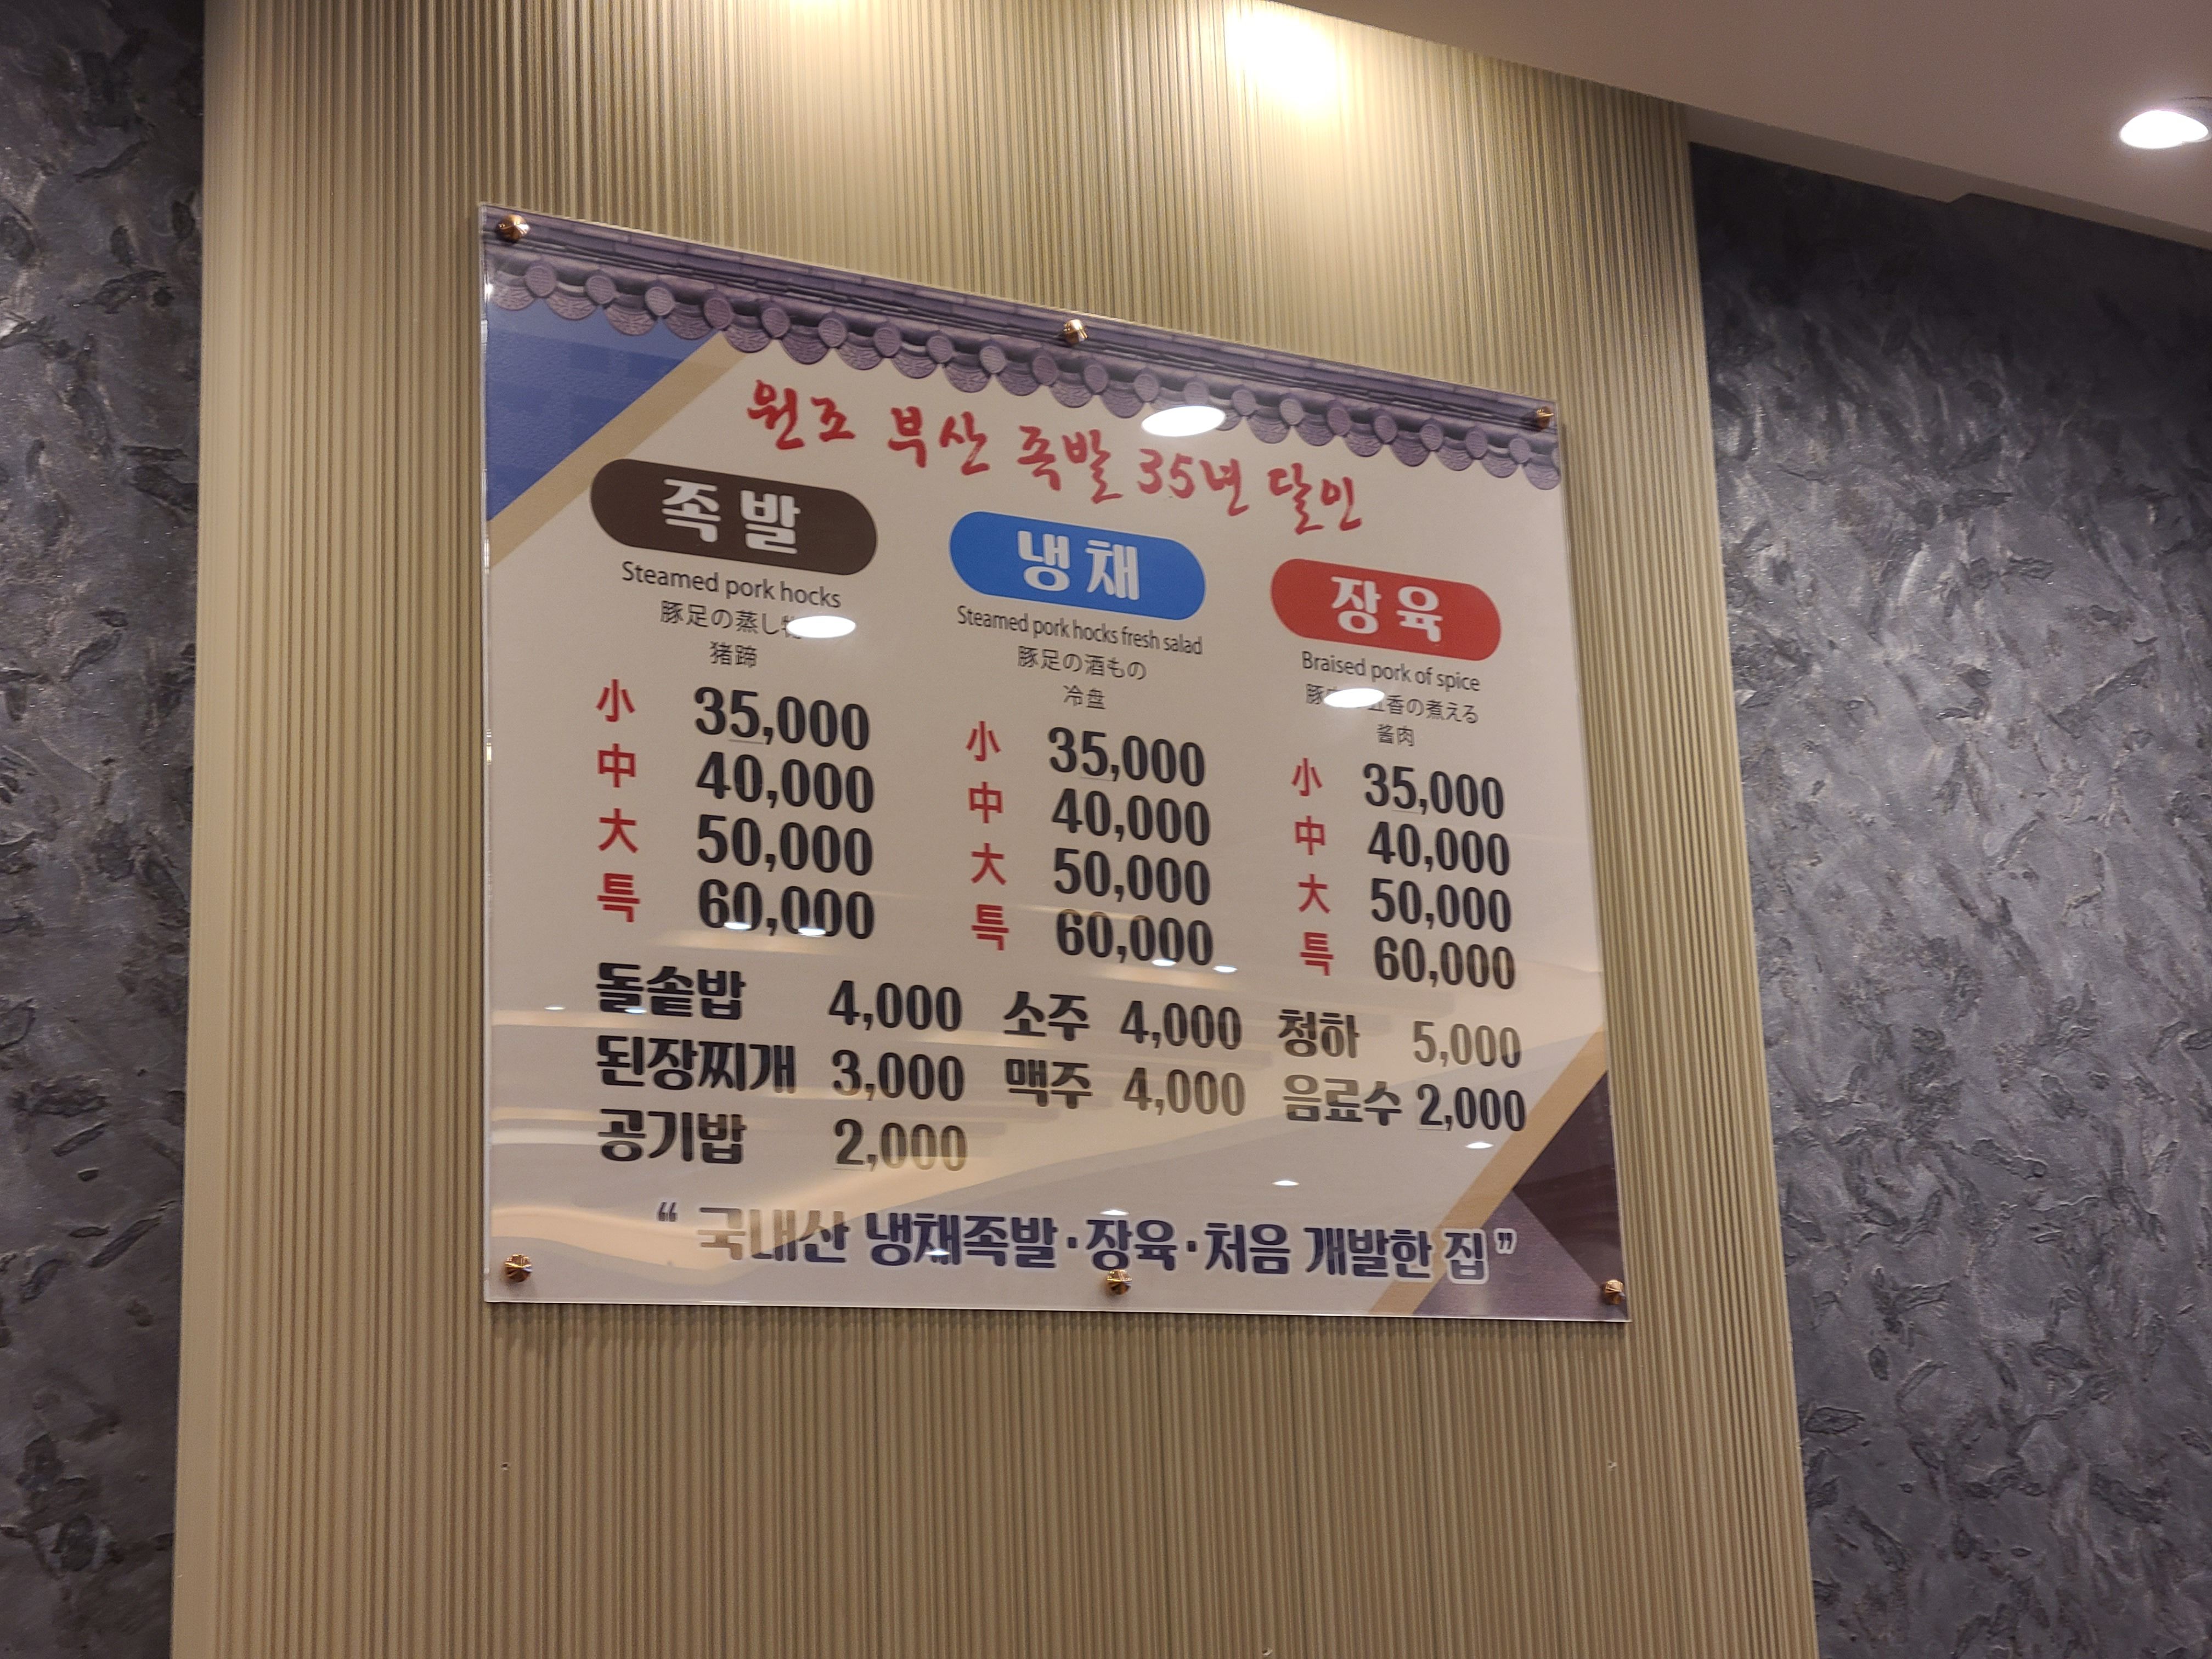 원조 부산 족발 35년 달인
족발
Steamed pork hocks
豚足の蒸し
猪蹄
小 35,000
中 40,000
大 50,000
특 60,000
냉채
Steamed pork hocks fresh salad
豚足の酒もの
冷盘
小 35,000
中 40,000
大 50,000
특 60,000
장육
Braised pork of spice
香の煮える
酱肉
小 35,000
中 40,000
大 50,000
특 60,000
돌솥밥 4,000 소주 4,000 청하 5,000
된장찌개 3,000 맥주 4,000 음료수 2,000
공기밥 2,000
“ 국내산 냉채족발·장육·처음 개발한 집 ”